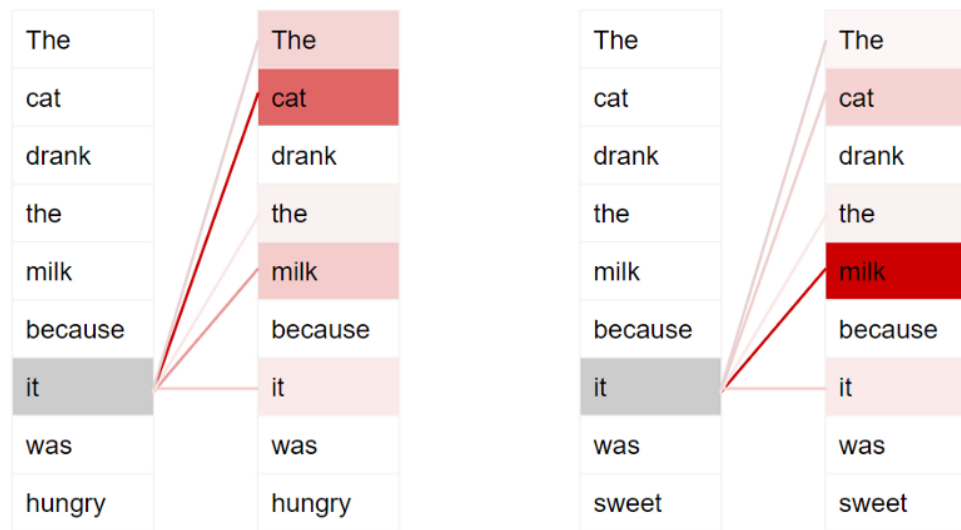 The The The The
cat cat cat cat
drank drank drank drank
the the the the
milk milk milk milk
because because because because
it it it it
was was was was
hungry hungry sweet sweet